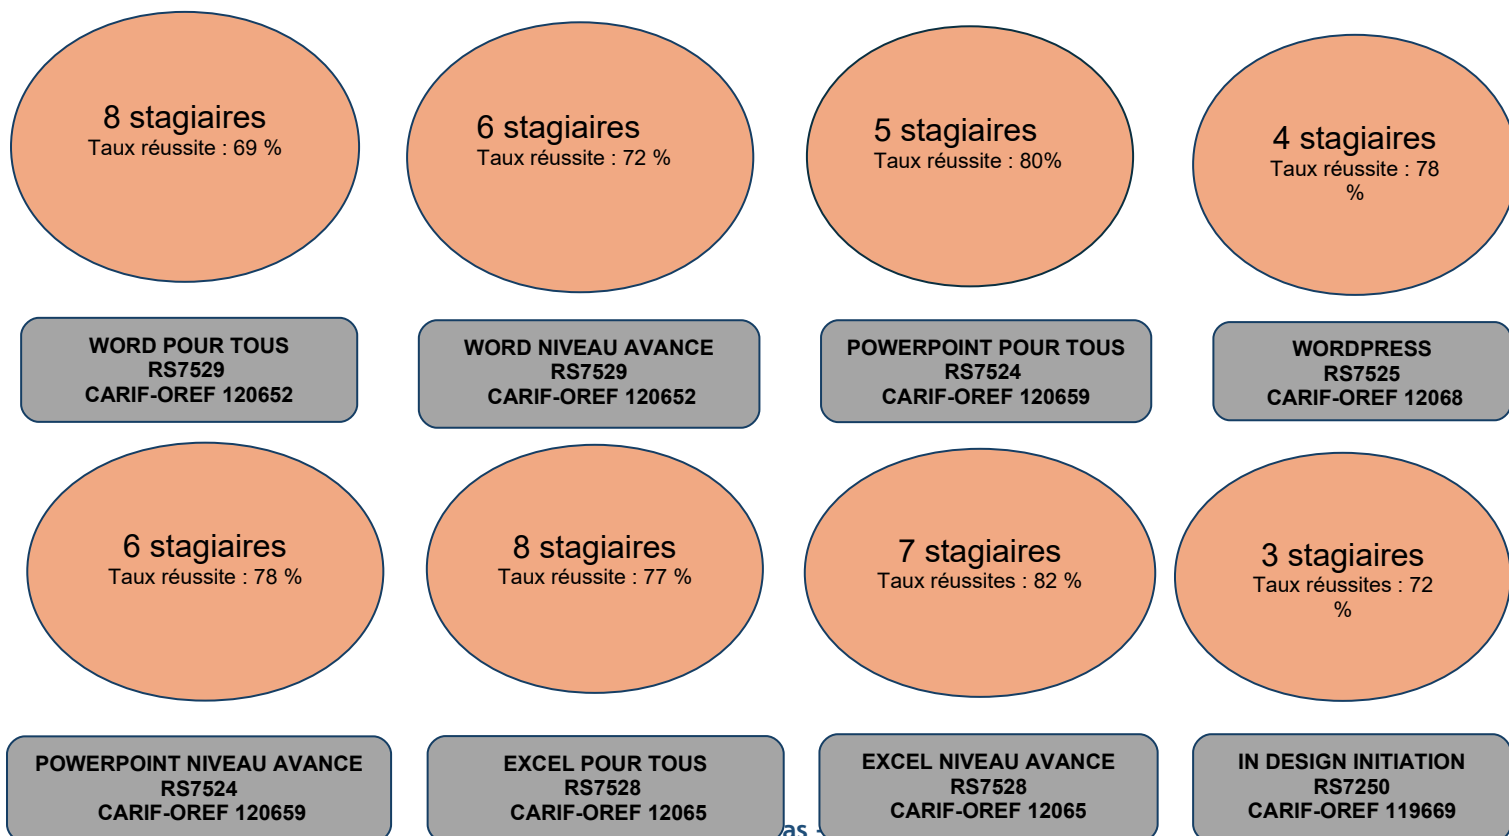 8 stagiaires
Taux réussite : 69 %
6 stagiaires
Taux réussite : 72 %
5 stagiaires
Taux réussite : 80%
4 stagiaires
Taux réussite : 78
%
WORD POUR TOUS
RS7529
CARIF-OREF 120652
WORD NIVEAU AVANCE
RS7529
CARIF-OREF 120652
POWERPOINT POUR TOUS
RS7524
CARIF-OREF 120659
WORDPRESS
RS7525
CARIF-OREF 12068
6 stagiaires
Taux réussite : 78 %
8 stagiaires
Taux réussite : 77 %
7 stagiaires
Taux réussites : 82 %
3 stagiaires
Taux réussites : 72
%
POWERPOINT NIVEAU AVANCE
RS7524
CARIF-OREF 120659
EXCEL POUR TOUS
RS7528
CARIF-OREF 12065
EXCEL NIVEAU AVANCE
RS7528
CARIF-OREF 12065
IN DESIGN INITIATION
RS7250
CARIF-OREF 119669